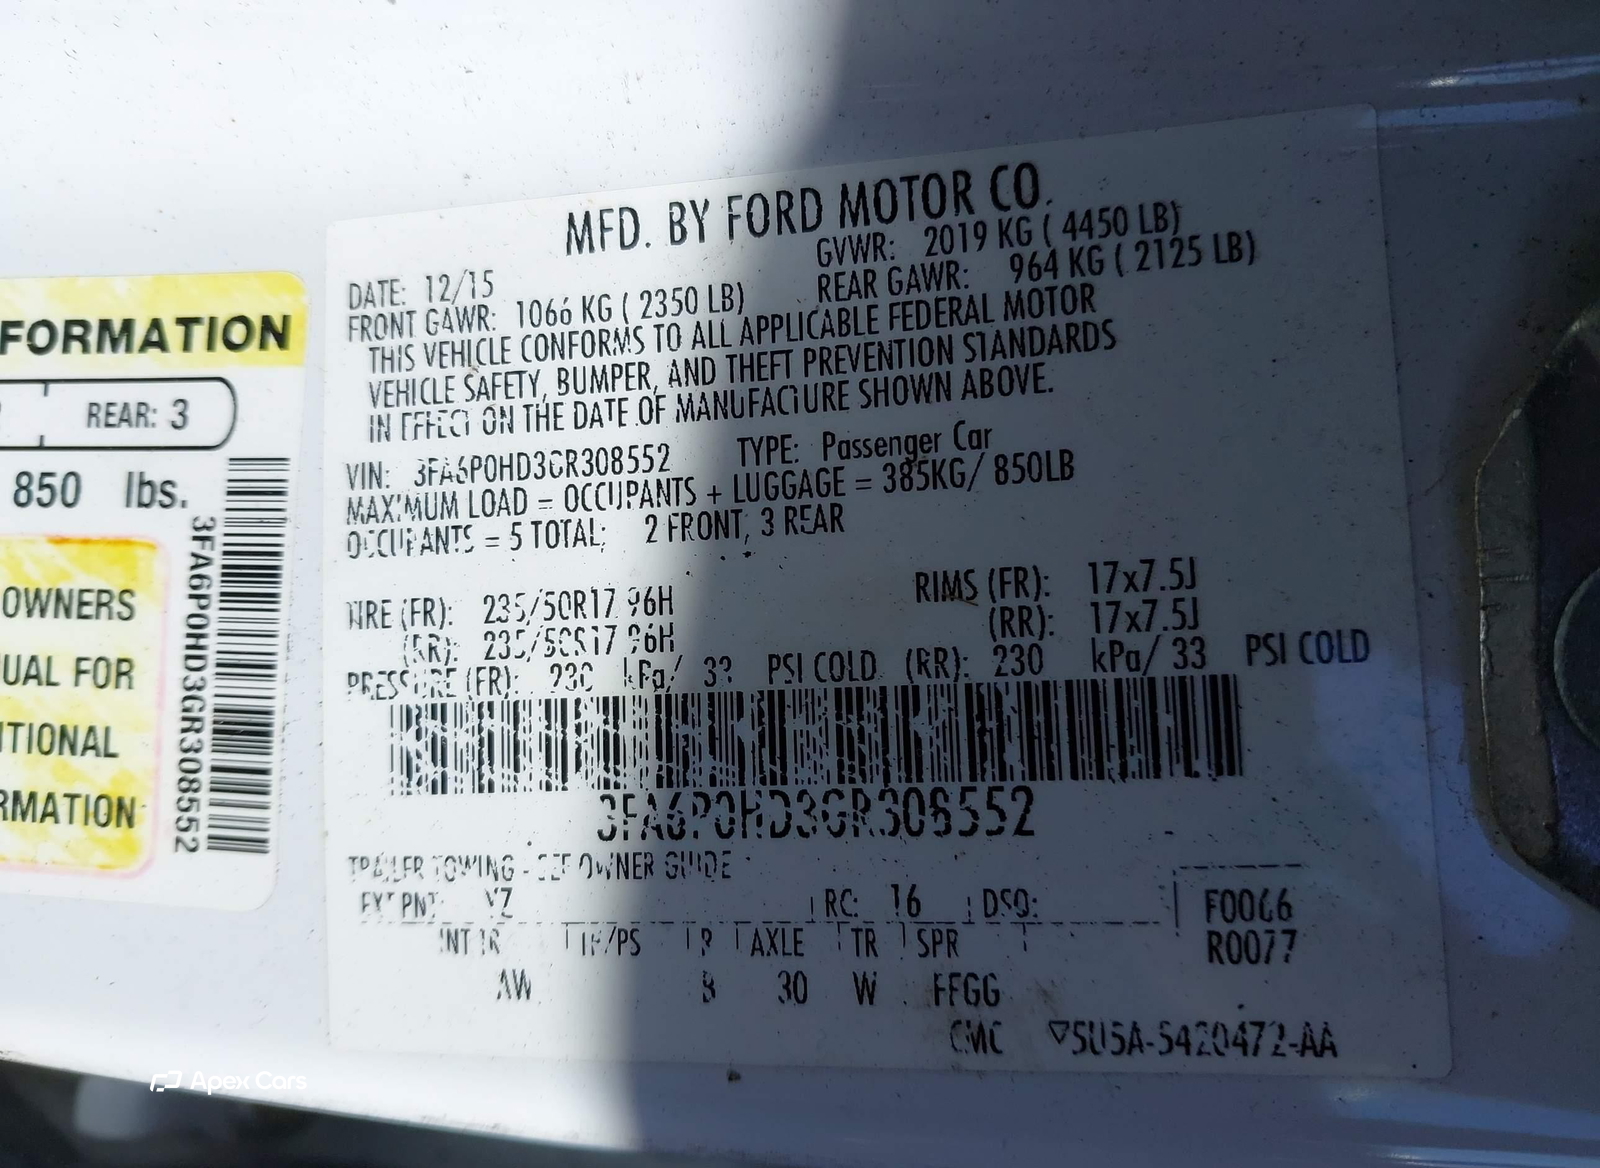 FORMATION
REAR: 3
850 lbs.
OWNERS
UAL FOR
ITIONAL
RMATION
3FA6P0HD3GR308552
MFD. BY FORD MOTOR CO.
DATE: 12/15 GVWR: 2019 KG ( 4450 LB)
FRONT GAWR: 1066 KG ( 2350 LB) REAR GAWR: 964 KG ( 2125 LB)
THIS VEHICLE CONFORMS TO ALL APPLICABLE FEDERAL MOTOR
VEHICLE SAFETY, BUMPER, AND THEFT PREVENTION STANDARDS
IN EFFECT ON THE DATE OF MANUFACTURE SHOWN ABOVE.
VIN: 3FA6P0HD3GR308552 TYPE: Passenger Car
MAXIMUM LOAD = OCCUPANTS + LUGGAGE = 385KG/ 850LB
OCCUPANTS = 5 TOTAL; 2 FRONT, 3 REAR
TIRE (FR): 235/50R17 96H RIMS (FR): 17x7.5J
(RR): 235/50R17 96H (RR): 17x7.5J
PRESSURE (FR): 230 kPa/ 33 PSI COLD (RR): 230 kPa/ 33 PSI COLD
3FA6P0HD3GR308552
TRAILER TOWING - SEE OWNER GUIDE
EXT PNT: YZ RC: 16 DSO: F0066
INT TR TP/PS R AXLE TR SPR R0077
AW B 30 W FFGG
CMC ▽5U5A-5420472-AA
Apex Cars